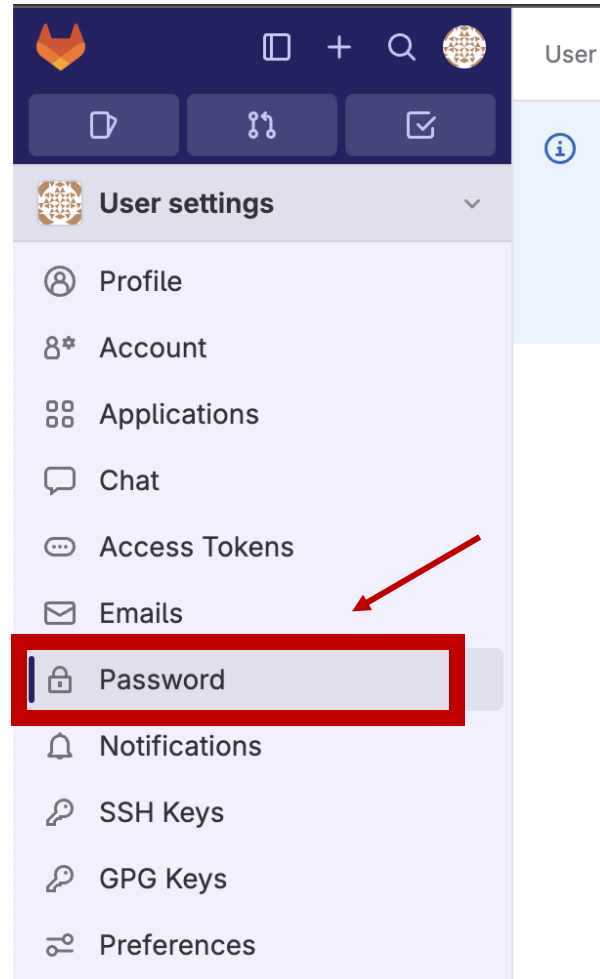 User
User settings
Profile
Account
Applications
Chat
Access Tokens
Emails
Password
Notifications
SSH Keys
GPG Keys
Preferences